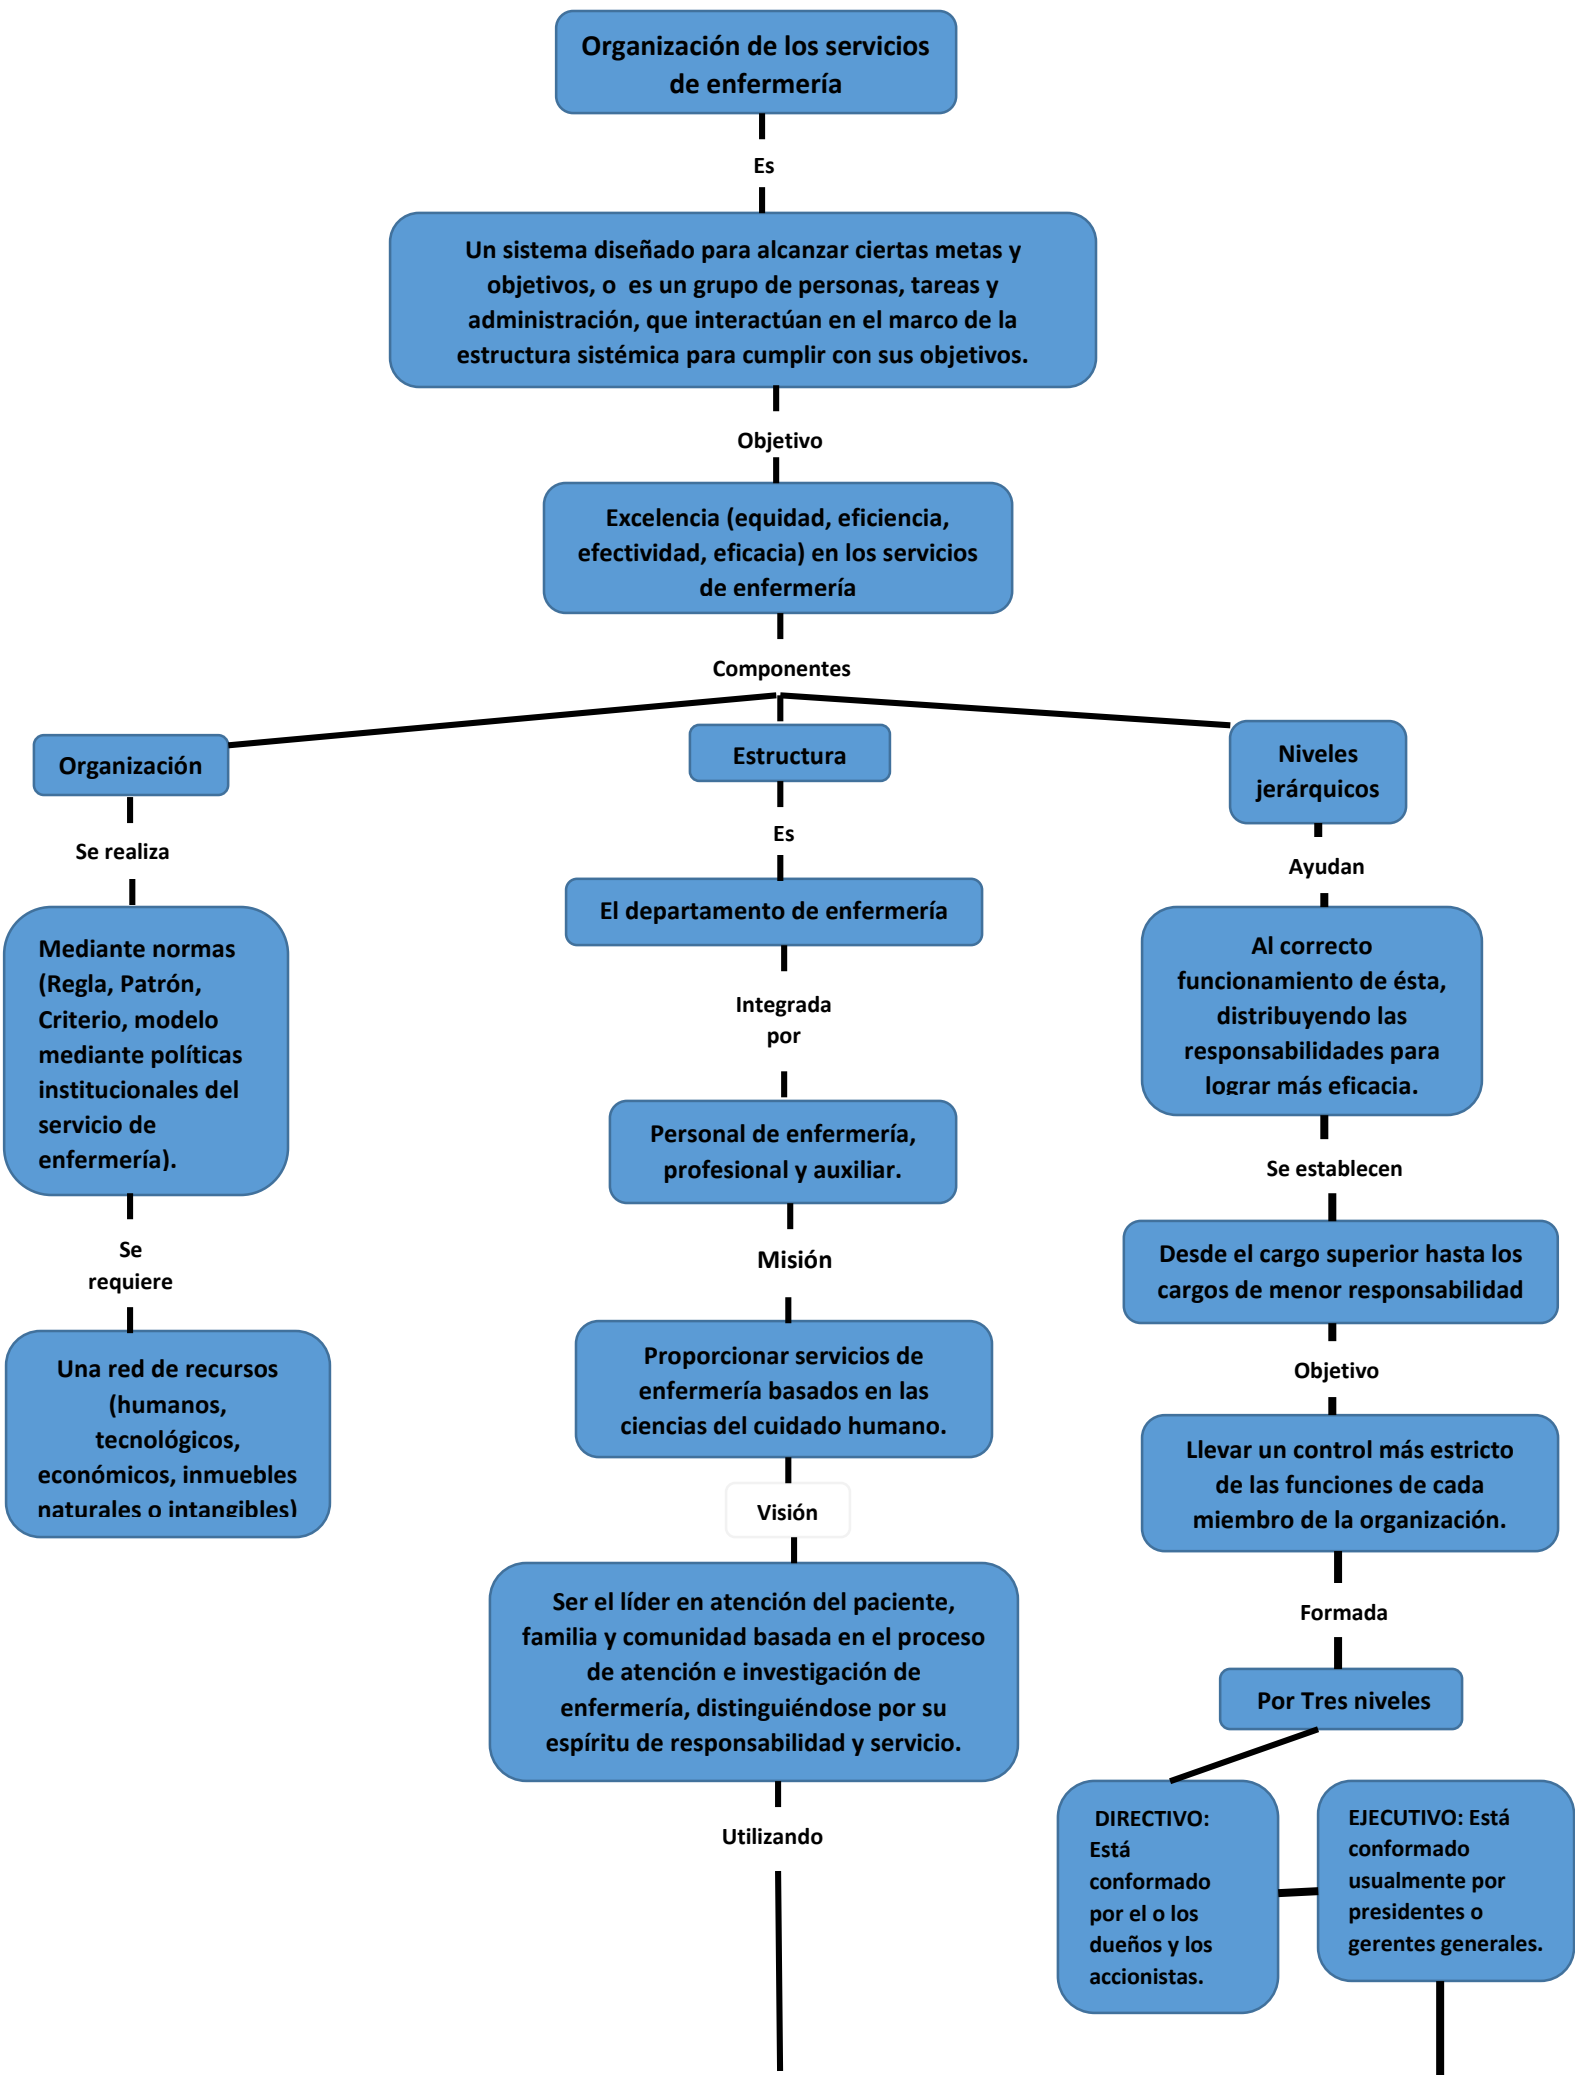 Organización de los servicios
de enfermería
Es
Un sistema diseñado para alcanzar ciertas metas y
objetivos, o  es un grupo de personas, tareas y
administración, que interactúan en el marco de la
estructura sistémica para cumplir con sus objetivos.
Objetivo
Excelencia (equidad, eficiencia,
efectividad, eficacia) en los servicios
de enfermería
Componentes
Organización
Se realiza
Mediante normas
(Regla, Patrón,
Criterio, modelo
mediante políticas
institucionales del
servicio de
enfermería).
Se
requiere
Una red de recursos
(humanos,
tecnológicos,
económicos, inmuebles
naturales o intangibles)
Estructura
Es
El departamento de enfermería
Integrada
por
Personal de enfermería,
profesional y auxiliar.
Misión
Proporcionar servicios de
enfermería basados en las
ciencias del cuidado humano.
Visión
Ser el líder en atención del paciente,
familia y comunidad basada en el proceso
de atención e investigación de
enfermería, distinguiéndose por su
espíritu de responsabilidad y servicio.
Utilizando
Niveles
jerárquicos
Ayudan
Al correcto
funcionamiento de ésta,
distribuyendo las
responsabilidades para
lograr más eficacia.
Se establecen
Desde el cargo superior hasta los
cargos de menor responsabilidad
Objetivo
Llevar un control más estricto
de las funciones de cada
miembro de la organización.
Formada
Por Tres niveles
DIRECTIVO:
Está
conformado
por el o los
dueños y los
accionistas.
EJECUTIVO: Está
conformado
usualmente por
presidentes o
gerentes generales.